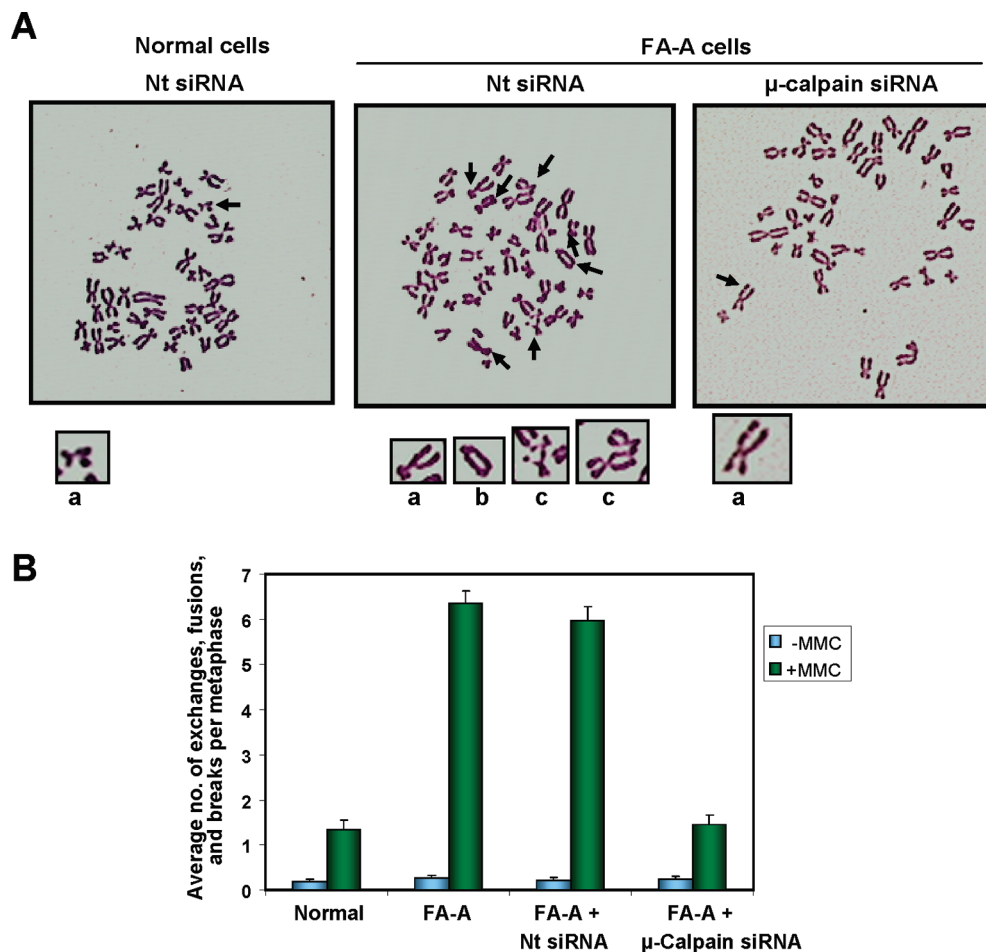 A
Normal cells
FA-A cells
Nt siRNA
Nt siRNA
µ-calpain siRNA
a
a
b
c
c
a
B
Average no. of exchanges, fusions,
and breaks per metaphase
7
6
5
4
3
2
1
0
-MMC
+MMC
Normal
FA-A
FA-A +
Nt siRNA
FA-A +
µ-Calpain siRNA